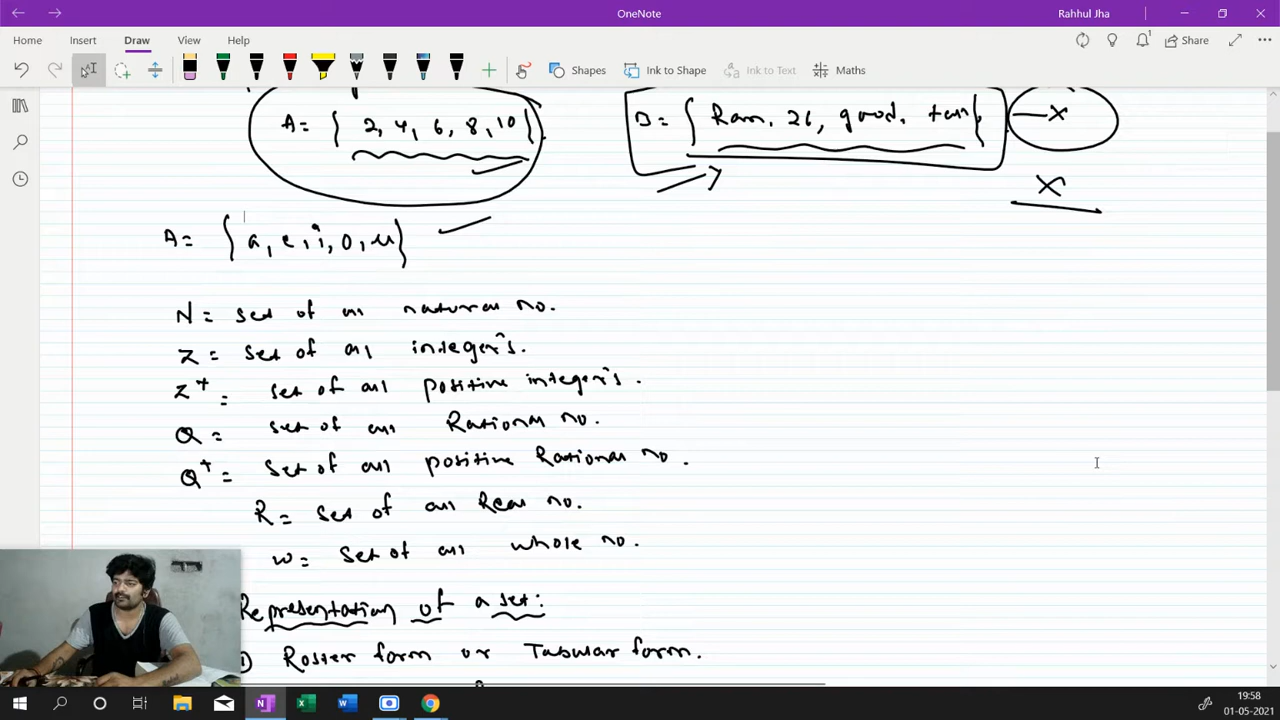 OneNote
Rahhul Jha
Home Insert Draw View Help
Share
Shapes Ink to Shape Ink to Text Maths
A= { 2, 4, 6, 8, 10 }
B= { Ram, 26, good, tan }
x
x
A= { a, e, i, o, u }
N= set of all natural no.
Z= set of all integer's.
Z+= set of all positive integer's.
Q= set of all Rational no.
Q+= set of all positive Rational no.
R= set of all Real no.
W= set of all whole no.
Representation of a set:
① Roster form or Tabular form.
19:58
01-05-2021